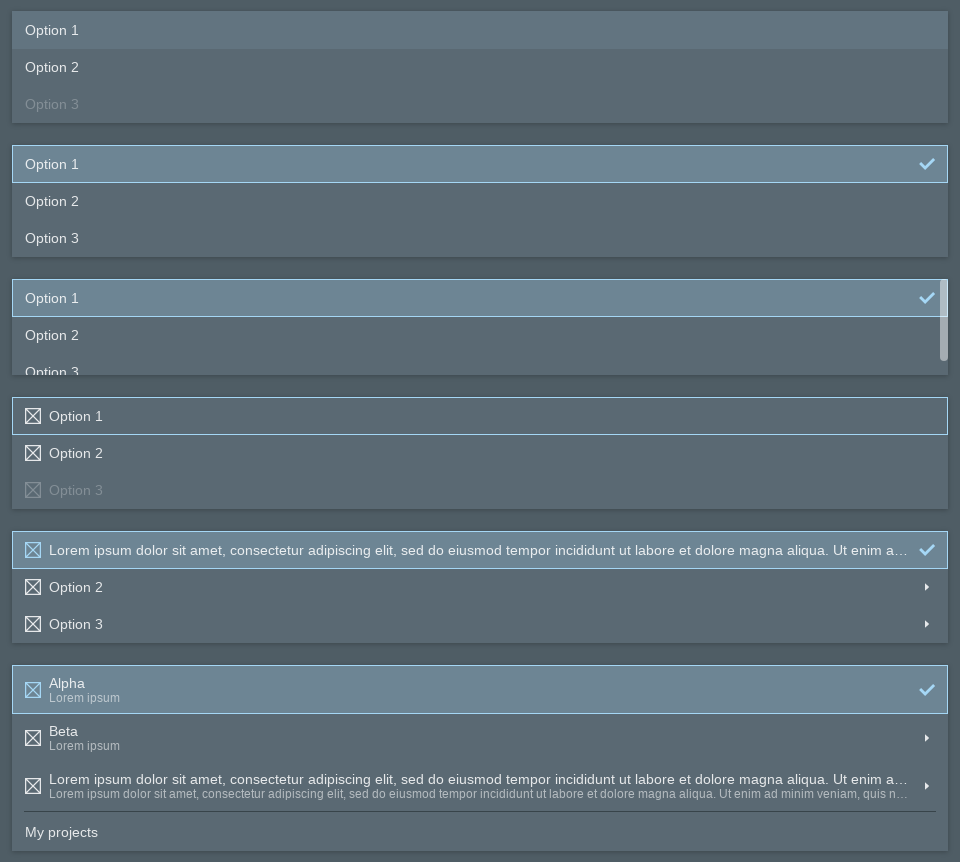 Option 1
Option 2
Option 3
Option 1
Option 2
Option 3
Option 1
Option 2
Option 3
Option 1
Option 2
Option 3
Lorem ipsum dolor sit amet, consectetur adipiscing elit, sed do eiusmod tempor incididunt ut labore et dolore magna aliqua. Ut enim a…
Option 2
Option 3
Alpha
Lorem ipsum
Beta
Lorem ipsum
Lorem ipsum dolor sit amet, consectetur adipiscing elit, sed do eiusmod tempor incididunt ut labore et dolore magna aliqua. Ut enim a…
Lorem ipsum dolor sit amet, consectetur adipiscing elit, sed do eiusmod tempor incididunt ut labore et dolore magna aliqua. Ut enim ad minim veniam, quis n…
My projects